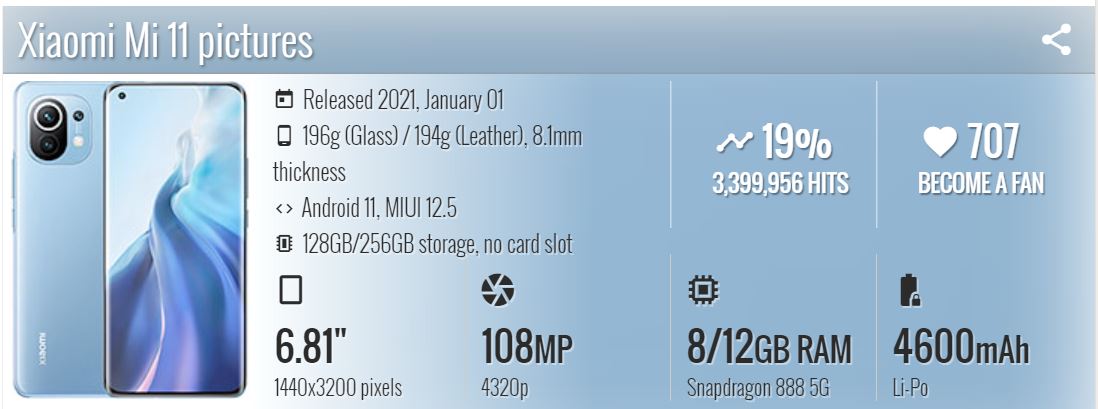 Xiaomi Mi 11 pictures
Released 2021, January 01
196g (Glass) / 194g (Leather), 8.1mm
thickness
Android 11, MIUI 12.5
128GB/256GB storage, no card slot
19%
3,399,956 HITS
707
BECOME A FAN
6.81"
1440x3200 pixels
108MP
4320p
8/12GB RAM
Snapdragon 888 5G
4600mAh
Li-Po
xiaomi